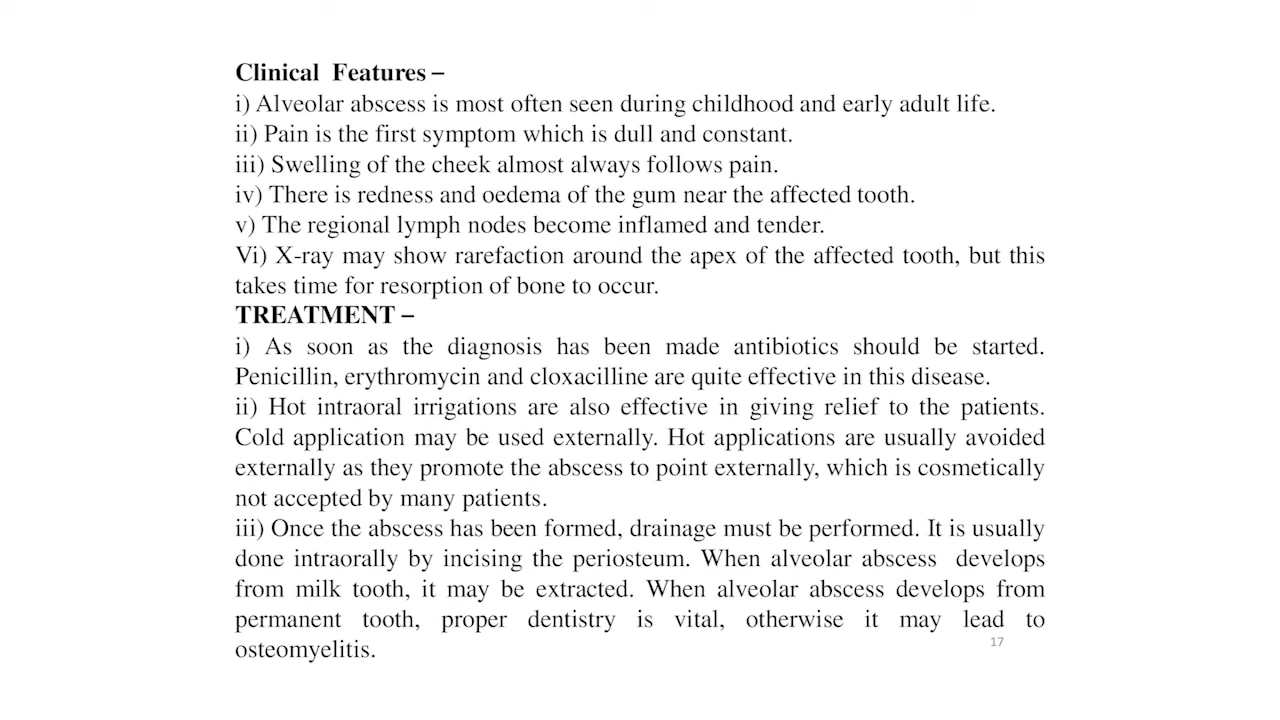 Clinical Features –
i) Alveolar abscess is most often seen during childhood and early adult life.
ii) Pain is the first symptom which is dull and constant.
iii) Swelling of the cheek almost always follows pain.
iv) There is redness and oedema of the gum near the affected tooth.
v) The regional lymph nodes become inflamed and tender.
Vi) X-ray may show rarefaction around the apex of the affected tooth, but this
takes time for resorption of bone to occur.
TREATMENT –
i) As soon as the diagnosis has been made antibiotics should be started.
Penicillin, erythromycin and cloxacilline are quite effective in this disease.
ii) Hot intraoral irrigations are also effective in giving relief to the patients.
Cold application may be used externally. Hot applications are usually avoided
externally as they promote the abscess to point externally, which is cosmetically
not accepted by many patients.
iii) Once the abscess has been formed, drainage must be performed. It is usually
done intraorally by incising the periosteum. When alveolar abscess develops
from milk tooth, it may be extracted. When alveolar abscess develops from
permanent tooth, proper dentistry is vital, otherwise it may lead to
osteomyelitis.
17